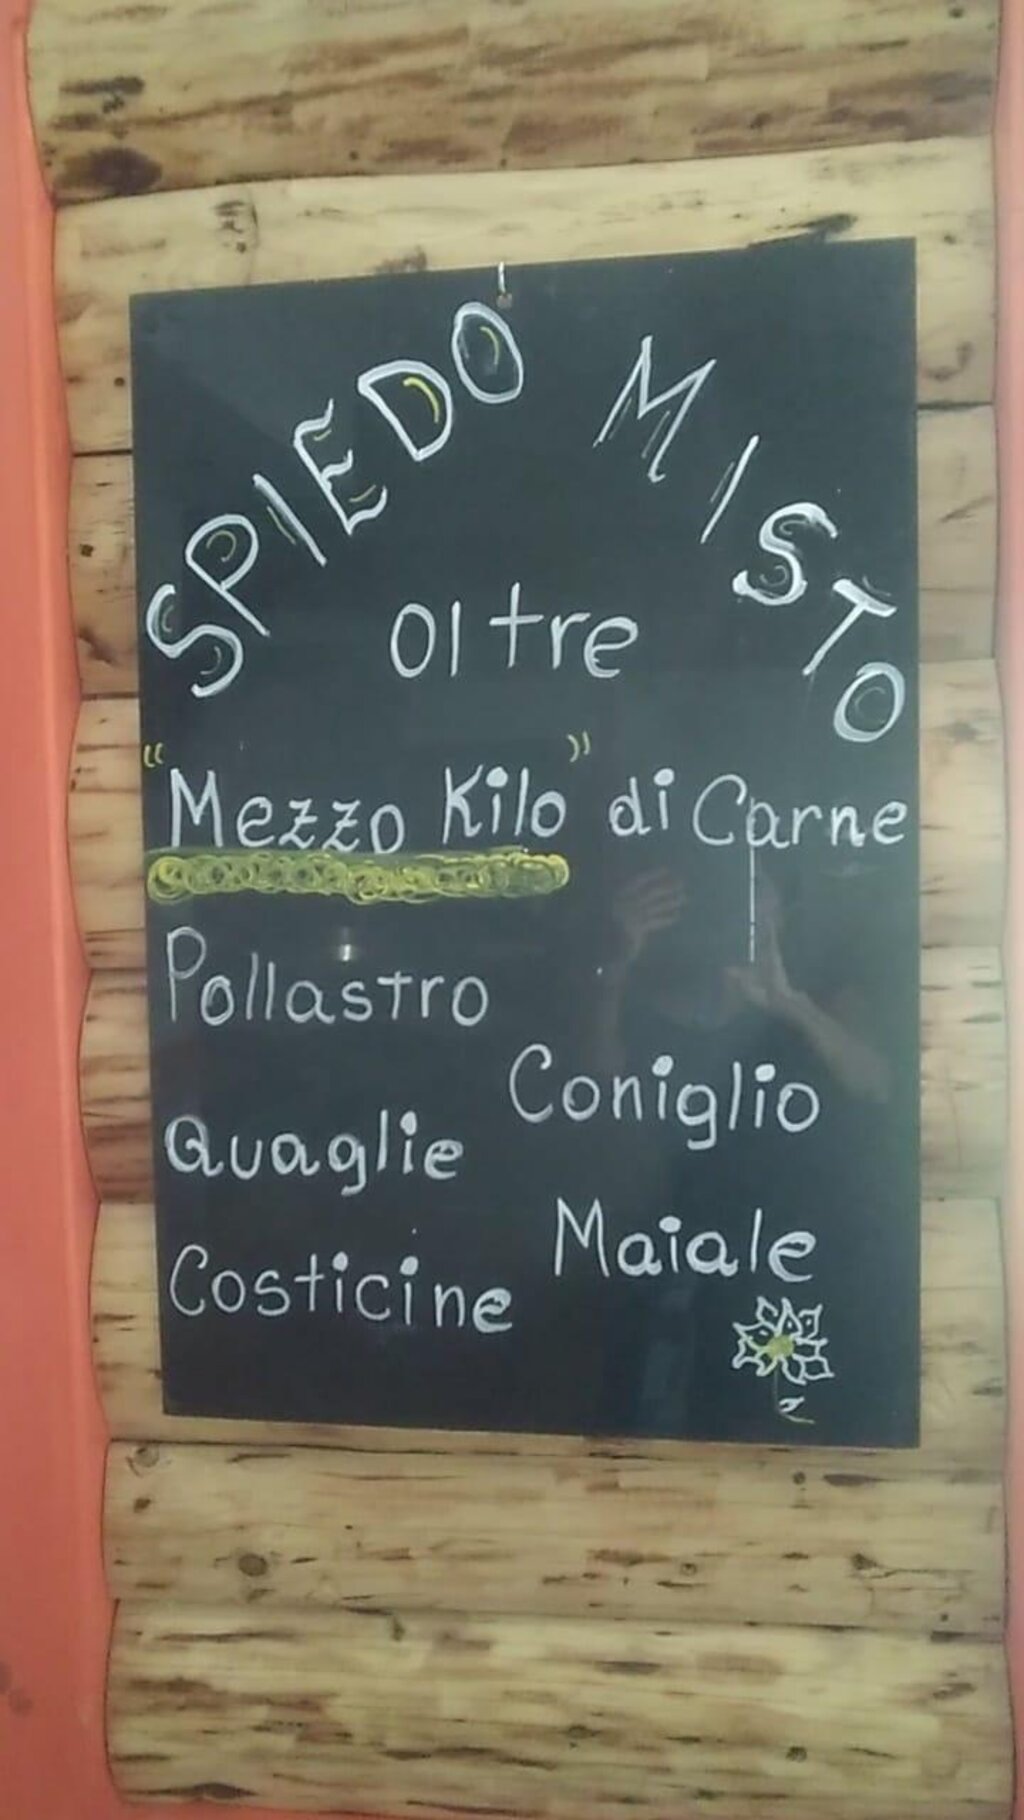 SPIEDO MISTO
oltre
"Mezzo Kilo" di Carne
Pollastro
Coniglio
Quaglie
Maiale
Costicine